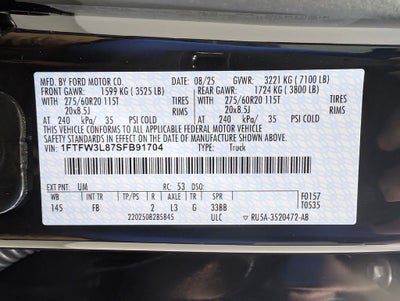 MFD. BY FORD MOTOR CO. 08/25 GVWR: 3221 KG ( 7100 LB)
FRONT GAWR: 1599 KG ( 3525 LB) REAR GAWR: 1724 KG ( 3800 LB)
WITH 275/60R20 115T TIRES WITH 275/60R20 115T TIRES
20x8.5J RIMS 20x8.5J RIMS
AT 240 kPa/ 35 PSI COLD AT 240 kPa/ 35 PSI COLD
THIS VEHICLE CONFORMS TO ALL APPLICABLE FEDERAL MOTOR VEHICLE
SAFETY STANDARDS IN EFFECT ON THE DATE OF MANUFACTURE SHOWN ABOVE.
VIN: 1FTFW3L87SFB91704 TYPE: Truck
EXT PNT: UM RC: 53 DSO:
WB INT TR TP/PS R AXLE TR SPR F0157
145 FB 2 L3 G 33BB T0535
2202508285845 ULC RU5A-3520472-AB